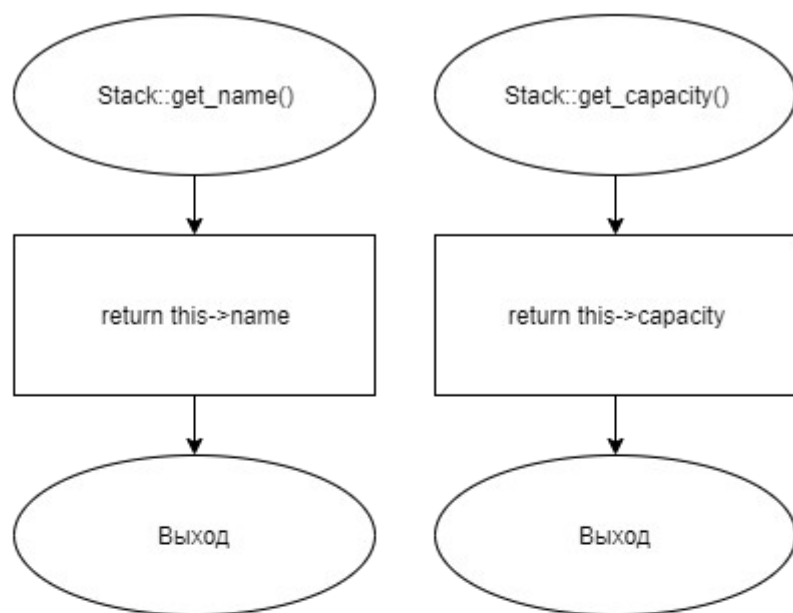 Stack::get_name()
Stack::get_capacity()
return this->name
return this->capacity
Выход
Выход